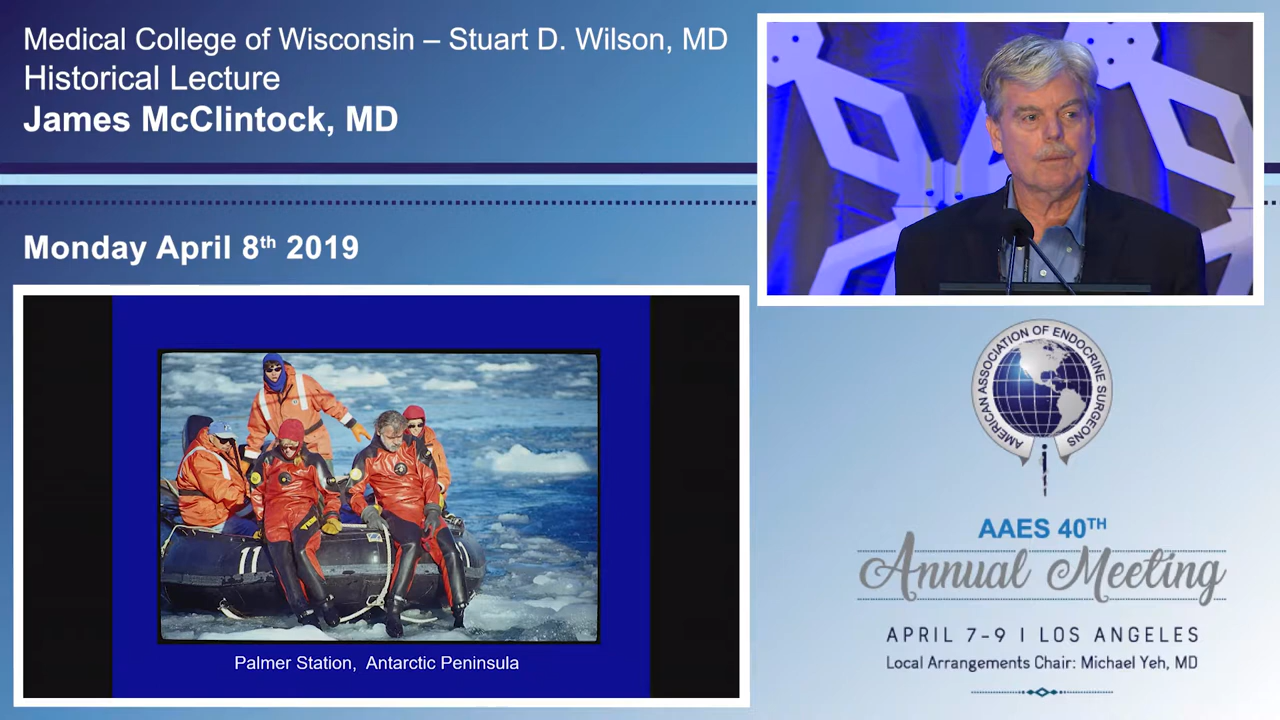 Medical College of Wisconsin – Stuart D. Wilson, MD
Historical Lecture
James McClintock, MD
Monday April 8th 2019
11
Palmer Station, Antarctic Peninsula
AMERICAN ASSOCIATION OF ENDOCRINE SURGEONS
AAES 40TH
Annual Meeting
APRIL 7-9 I LOS ANGELES
Local Arrangements Chair: Michael Yeh, MD